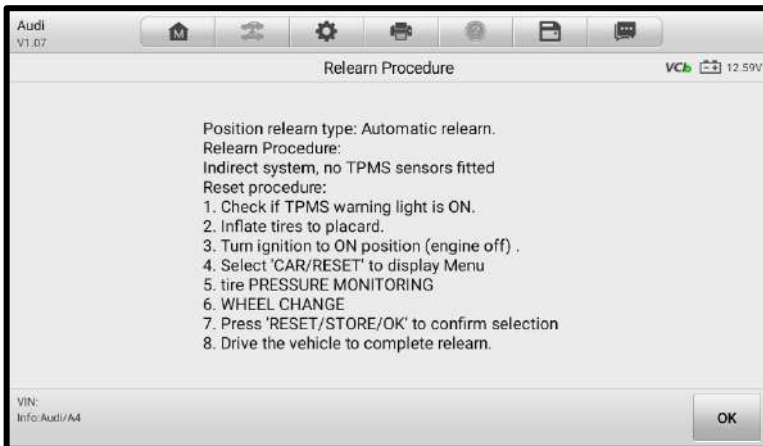 Audi
V1.07
M
Relearn Procedure
VCb 12.59V
Position relearn type: Automatic relearn.
Relearn Procedure:
Indirect system, no TPMS sensors fitted
Reset procedure:
1. Check if TPMS warning light is ON.
2. Inflate tires to placard.
3. Turn ignition to ON position (engine off) .
4. Select 'CAR/RESET' to display Menu
5. tire PRESSURE MONITORING
6. WHEEL CHANGE
7. Press 'RESET/STORE/OK' to confirm selection
8. Drive the vehicle to complete relearn.
VIN:
Info:Audi/A4
OK